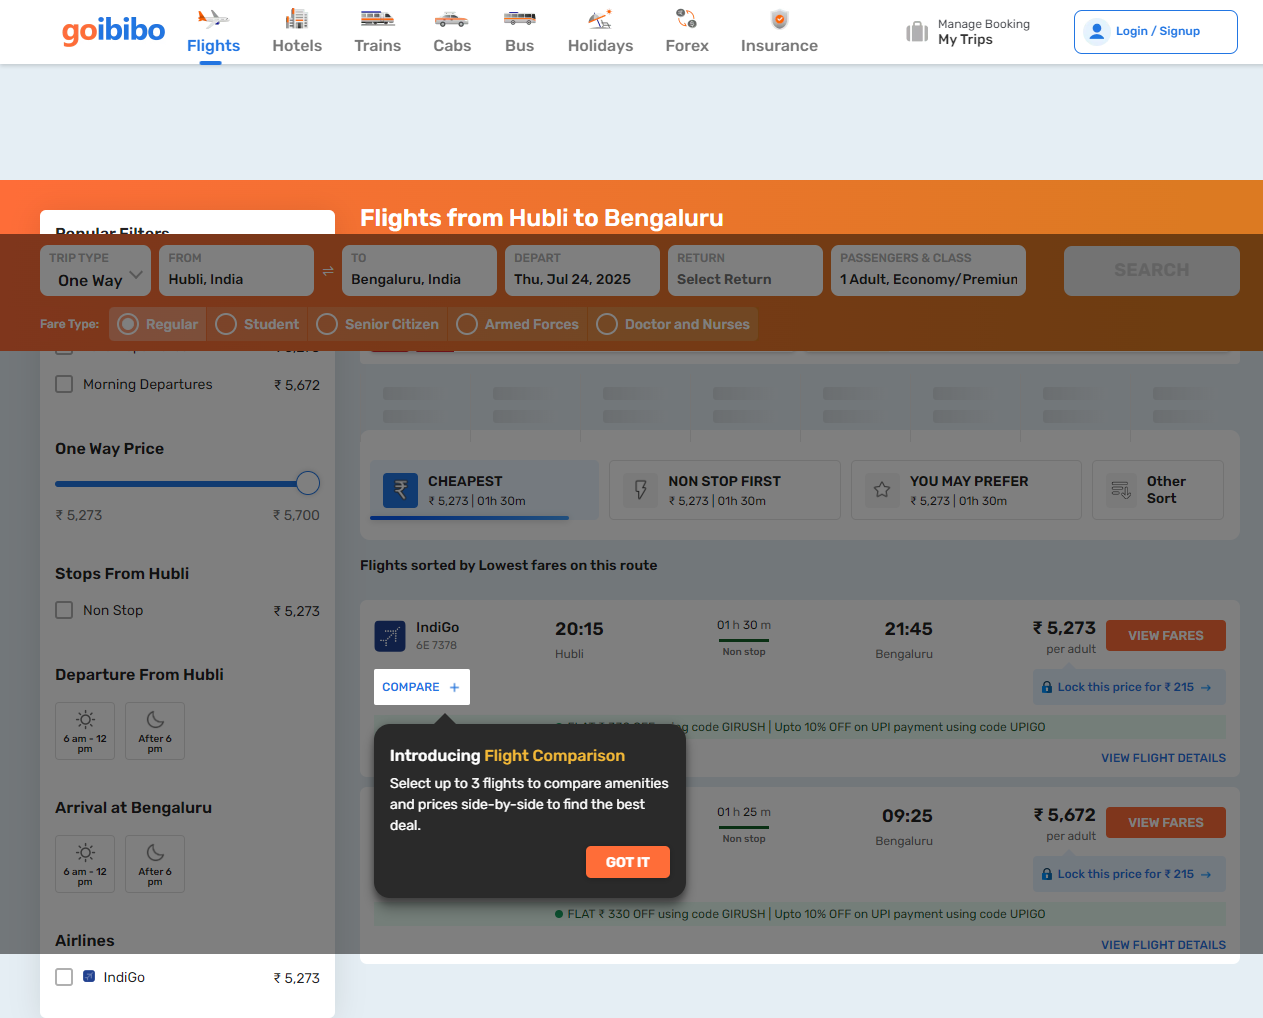 goibibo
Flights
Hotels
Trains
Cabs
Bus
Holidays
Forex
Insurance
Manage Booking
My Trips
Login / Signup
Flights from Hubli to Bengaluru
Popular Filters
TRIP TYPE
One Way
FROM
Hubli, India
TO
Bengaluru, India
DEPART
Thu, Jul 24, 2025
RETURN
Select Return
PASSENGERS & CLASS
1 Adult, Economy/Premiun
SEARCH
Fare Type:
Regular
Student
Senior Citizen
Armed Forces
Doctor and Nurses
Morning Departures
₹ 5,672
One Way Price
₹ 5,273
₹ 5,700
Stops From Hubli
Non Stop
₹ 5,273
Departure From Hubli
6 am - 12 pm
After 6 pm
Arrival at Bengaluru
6 am - 12 pm
After 6 pm
Airlines
IndiGo
₹ 5,273
CHEAPEST
₹ 5,273 | 01h 30m
NON STOP FIRST
₹ 5,273 | 01h 30m
YOU MAY PREFER
₹ 5,273 | 01h 30m
Other Sort
Flights sorted by Lowest fares on this route
IndiGo
6E 7378
20:15
Hubli
01 h 30 m
Non stop
21:45
Bengaluru
₹ 5,273
per adult
VIEW FARES
COMPARE +
Lock this price for ₹ 215 →
using code GIRUSH | Upto 10% OFF on UPI payment using code UPIGO
VIEW FLIGHT DETAILS
Introducing Flight Comparison
Select up to 3 flights to compare amenities
and prices side-by-side to find the best
deal.
GOT IT
01 h 25 m
Non stop
09:25
Bengaluru
₹ 5,672
per adult
VIEW FARES
Lock this price for ₹ 215 →
FLAT ₹ 330 OFF using code GIRUSH | Upto 10% OFF on UPI payment using code UPIGO
VIEW FLIGHT DETAILS